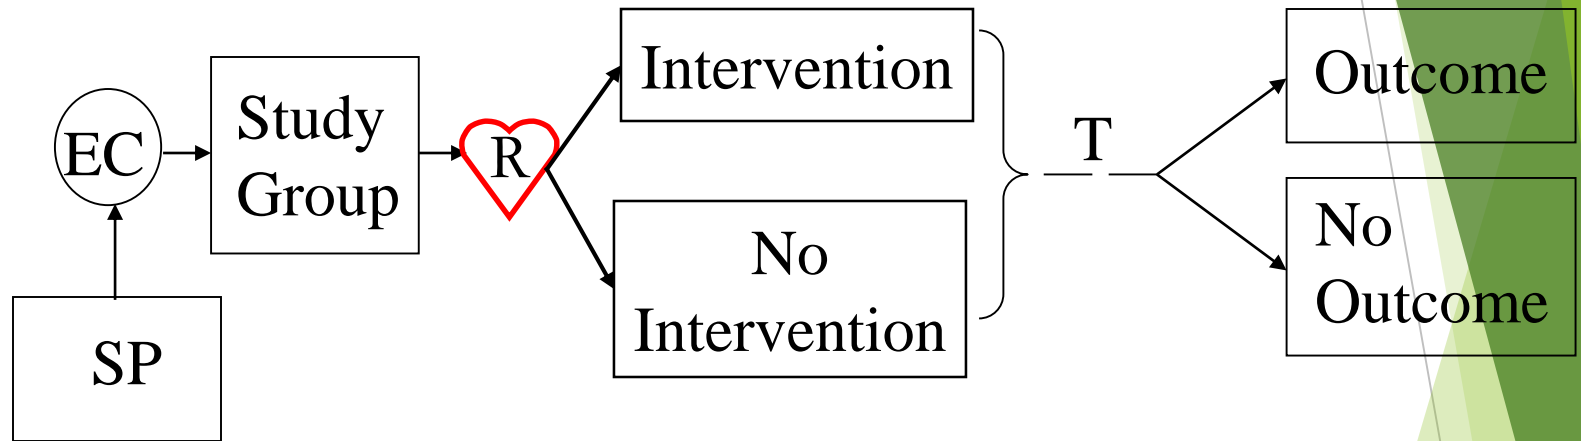 SP
EC
Study
Group
R
Intervention
No
Intervention
T
Outcome
No
Outcome